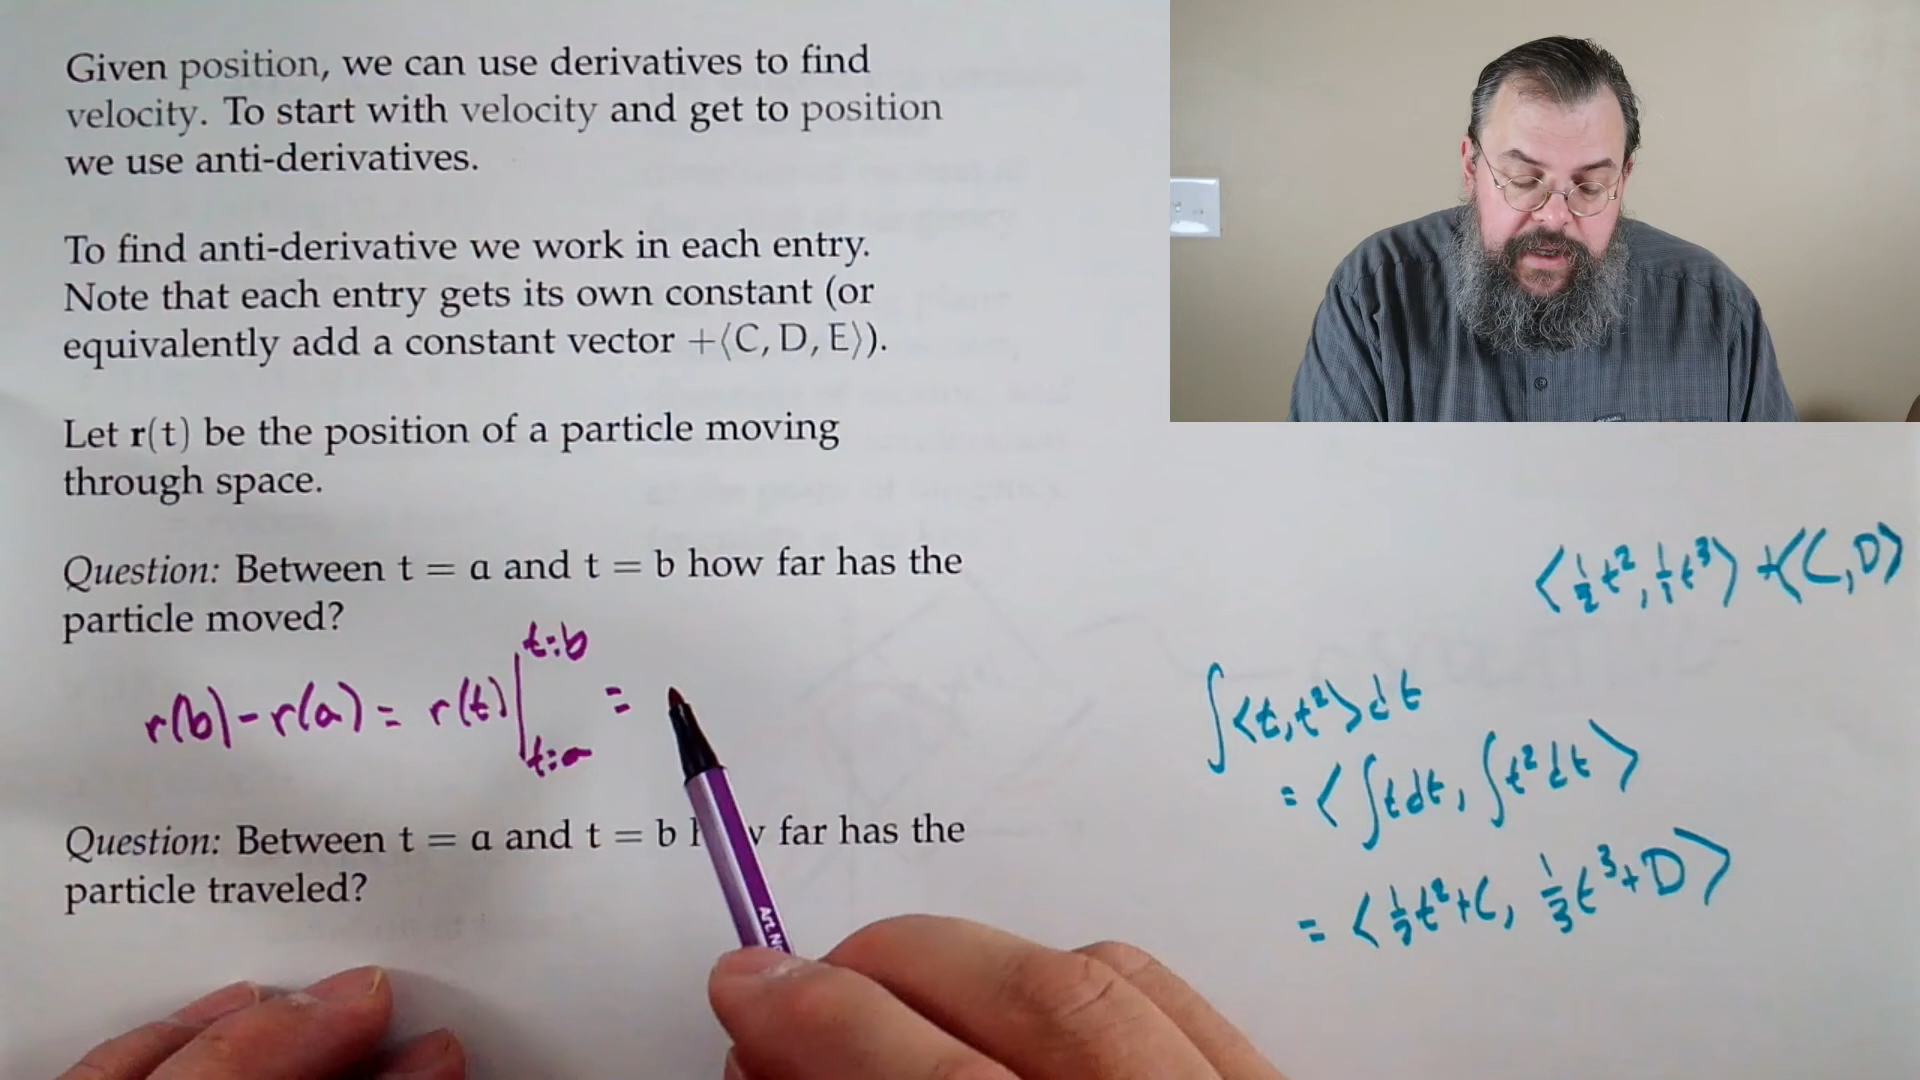 Given position, we can use derivatives to find
velocity. To start with velocity and get to position
we use anti-derivatives.
To find anti-derivative we work in each entry.
Note that each entry gets its own constant (or
equivalently add a constant vector +⟨C, D, E⟩).
Let r(t) be the position of a particle moving
through space.
Question: Between t = a and t = b how far has the
particle moved?
r(b)-r(a) = r(t)|_{t=a}^{t=b} =
Question: Between t = a and t = b far has the
particle traveled?
Art
⟨½t², ⅓t³⟩ + ⟨C, D⟩
∫⟨t, t²⟩dt
= ⟨∫t dt, ∫t² dt⟩
= ⟨½t²+C, ⅓t³+D⟩